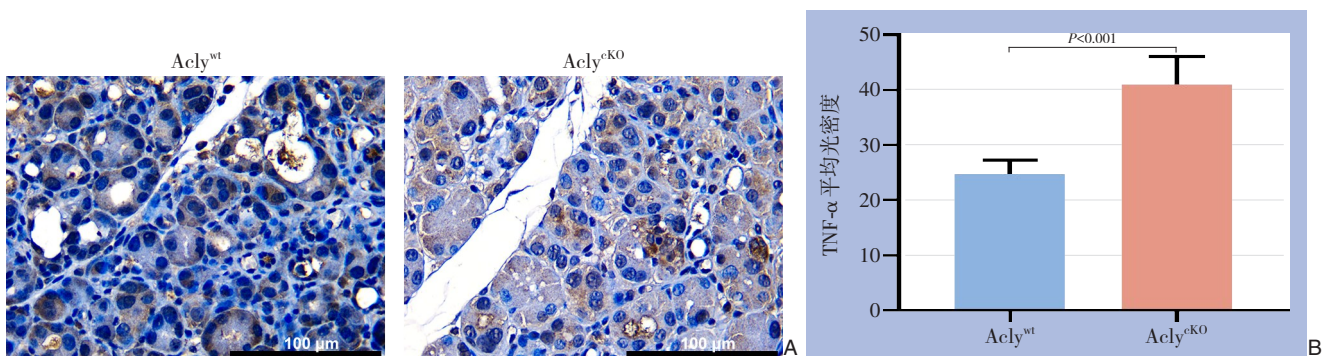 Acly^wt
Acly^cKO
100 μm
100 μm
A
50
40
30
20
10
0
TNF-α 平均光密度
P<0.001
Acly^wt
Acly^cKO
B